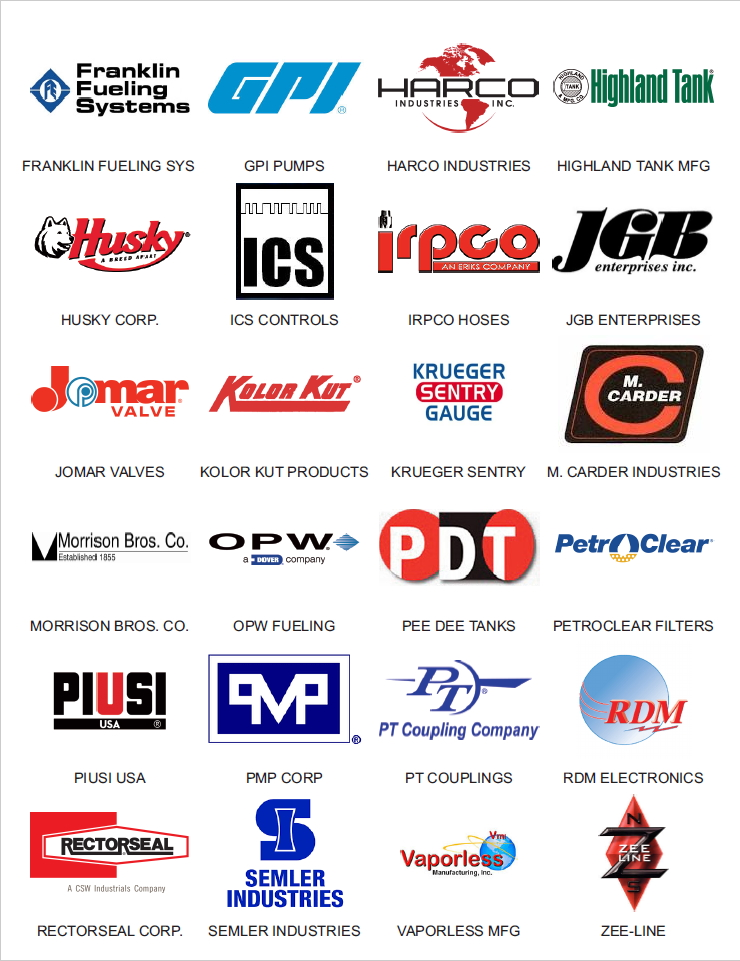 Franklin
Fueling
Systems
GPI®
HARCO
INDUSTRIES INC.
HIGHLAND
TANK
& MFG. CO.
Highland Tank®
FRANKLIN FUELING SYS
GPI PUMPS
HARCO INDUSTRIES
HIGHLAND TANK MFG
Husky®
A BREED APART
ICS
irpco
AN ERIKS COMPANY
JGB
enterprises inc.
HUSKY CORP.
ICS CONTROLS
IRPCO HOSES
JGB ENTERPRISES
Jomar®
VALVE
KOLOR KUT®
KRUEGER
SENTRY
GAUGE
M.
CARDER
JOMAR VALVES
KOLOR KUT PRODUCTS
KRUEGER SENTRY
M. CARDER INDUSTRIES
Morrison Bros. Co.
Established 1855
OPW®
a DOVER company
PDT
PetrOClear®
MORRISON BROS. CO.
OPW FUELING
PEE DEE TANKS
PETROCLEAR FILTERS
PIUSI
USA ®
PMP®
PT®
PT Coupling Company
RDM
PIUSI USA
PMP CORP
PT COUPLINGS
RDM ELECTRONICS
RECTORSEAL
A CSW Industrials Company
S
SEMLER
INDUSTRIES
VTM
Vaporless
Manufacturing, Inc.
N
ZEE
LINE
S
RECTORSEAL CORP.
SEMLER INDUSTRIES
VAPORLESS MFG
ZEE-LINE